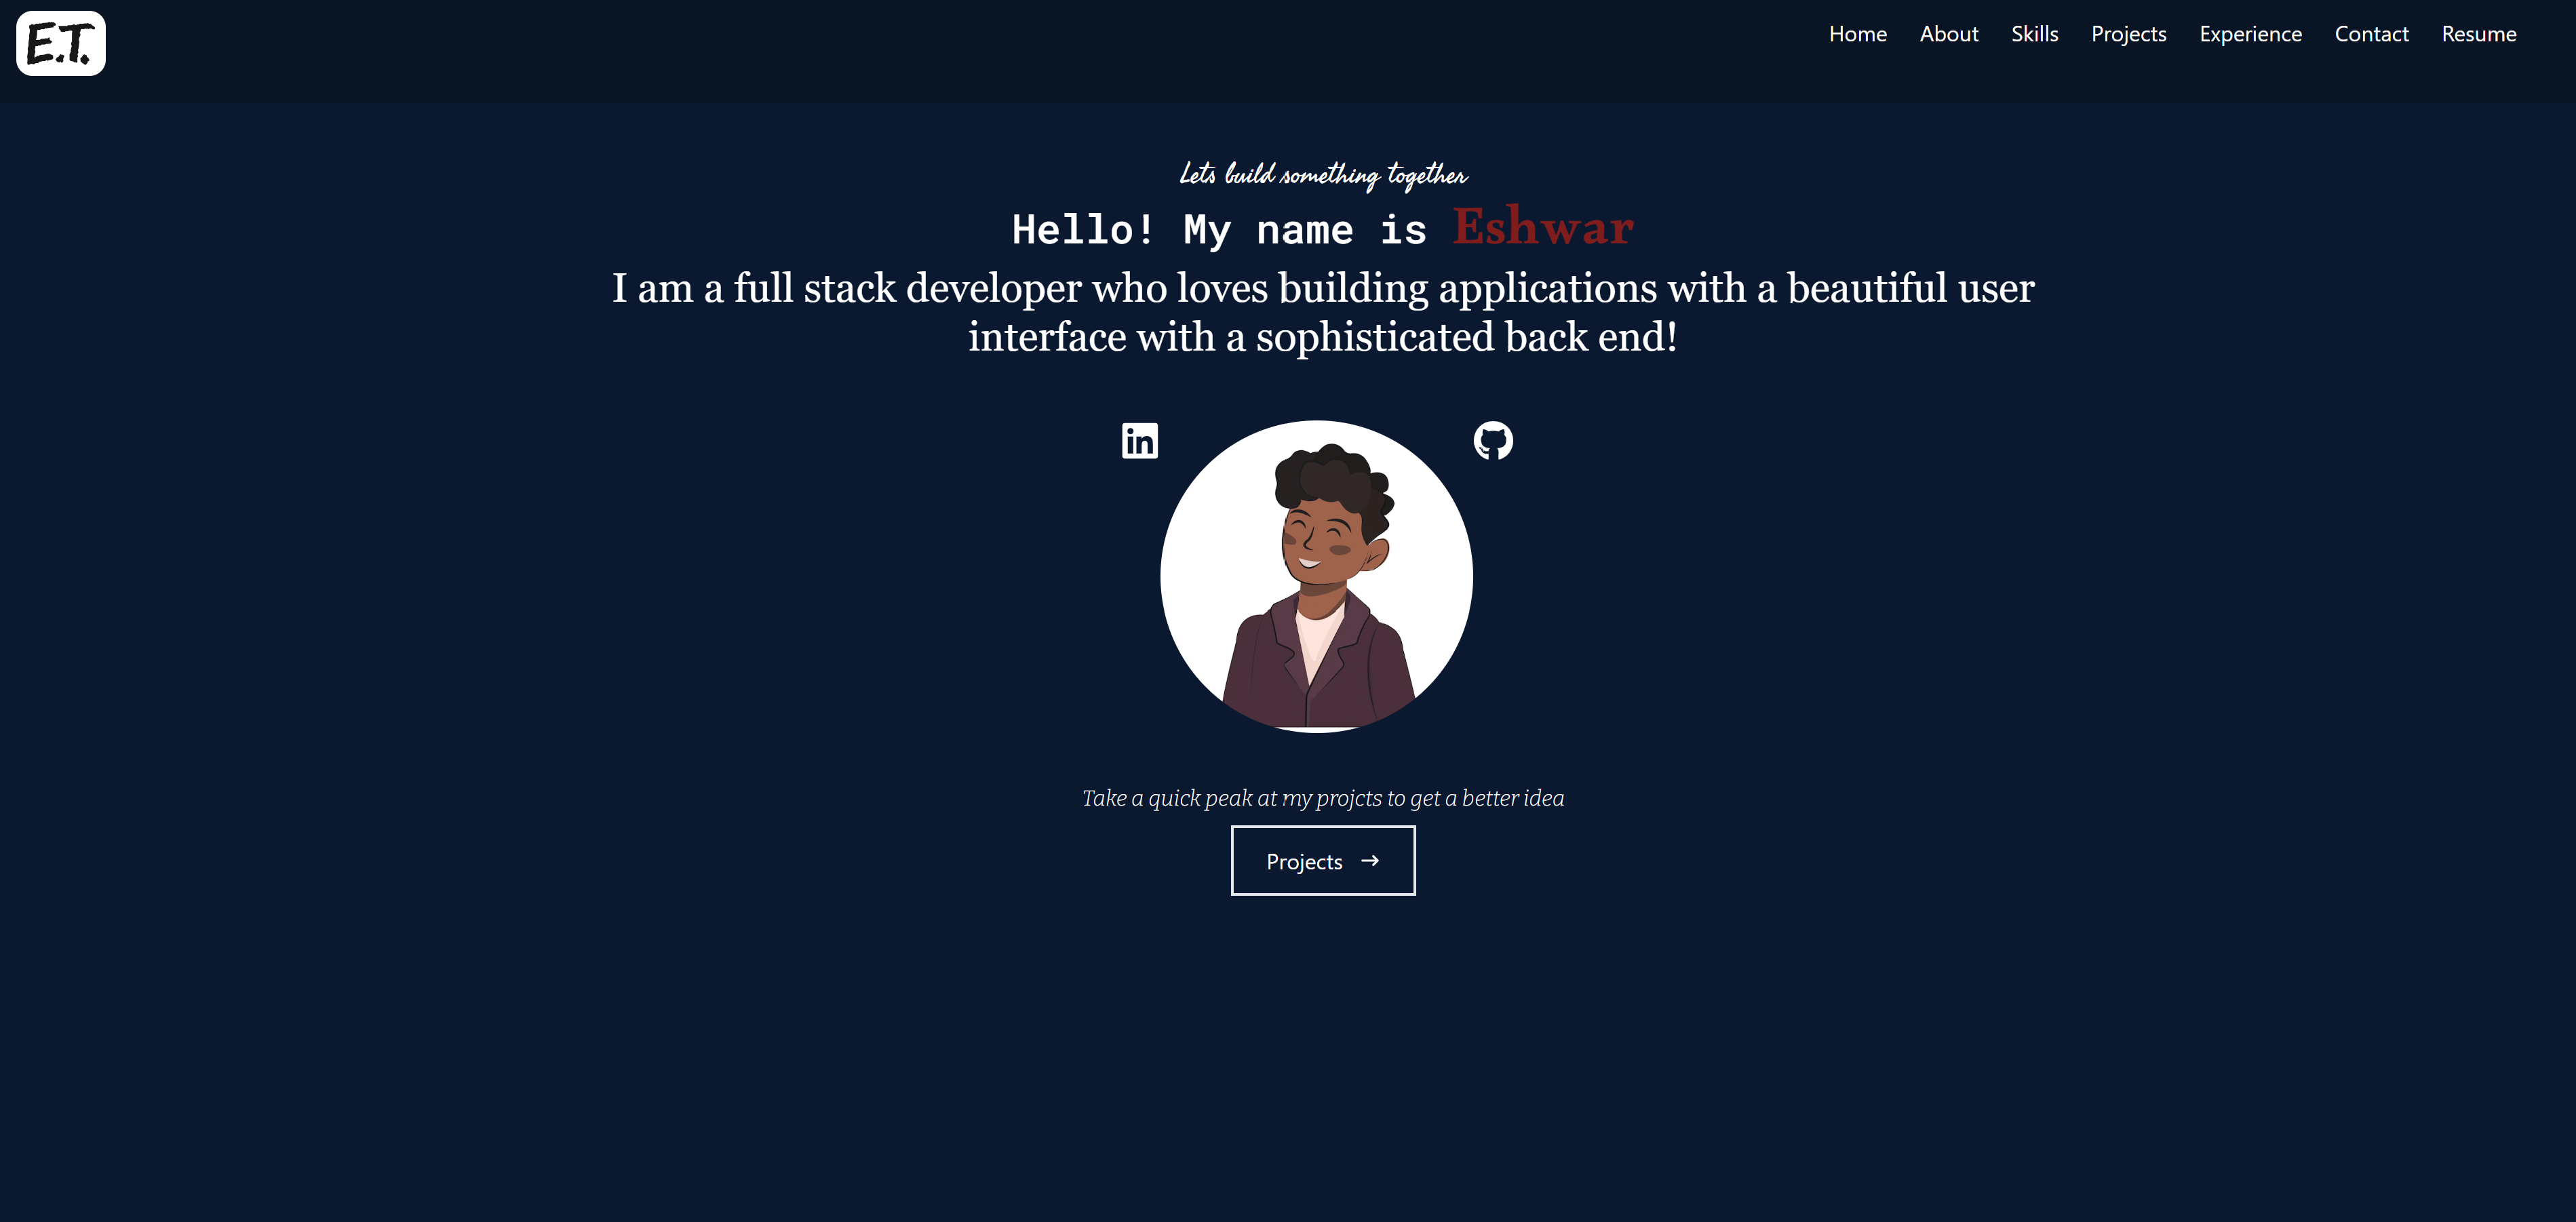 E.T.
Home About Skills Projects Experience Contact Resume
Lets build something together
Hello! My name is Eshwar
I am a full stack developer who loves building applications with a beautiful user
interface with a sophisticated back end!
in
Take a quick peak at my projcts to get a better idea
Projects →